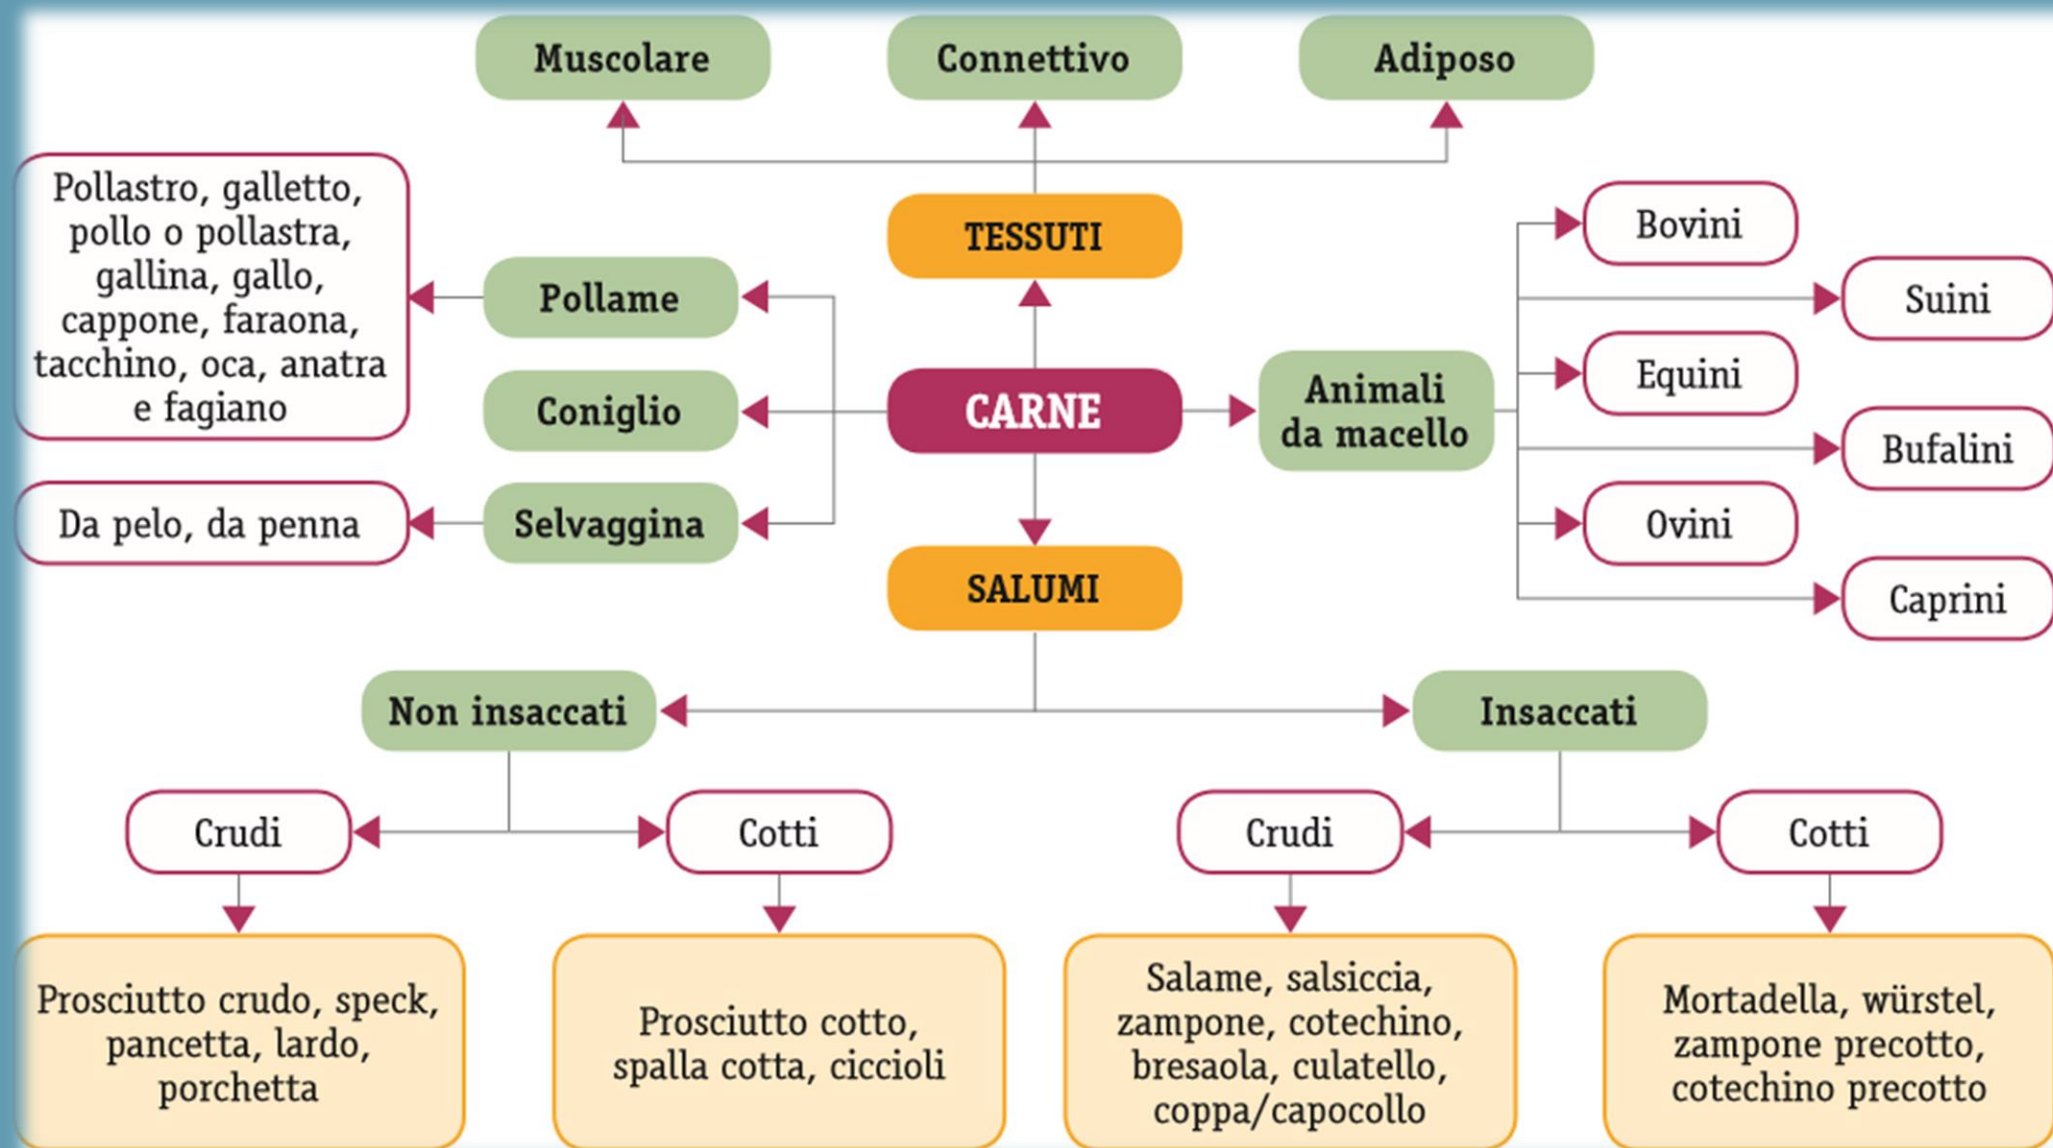 Muscolare
Connettivo
Adiposo
TESSUTI
Pollastro, galletto,
pollo o pollastra,
gallina, gallo,
cappone, faraona,
tacchino, oca, anatra
e fagiano
Pollame
Coniglio
Selvaggina
Da pelo, da penna
CARNE
Animali
da macello
Bovini
Suini
Equini
Bufalini
Ovini
Caprini
SALUMI
Non insaccati
Insaccati
Crudi
Cotti
Crudi
Cotti
Prosciutto crudo, speck,
pancetta, lardo,
porchetta
Prosciutto cotto,
spalla cotta, ciccioli
Salame, salsiccia,
zampone, cotechino,
bresaola, culatello,
coppa/capocollo
Mortadella, würstel,
zampone precotto,
cotechino precotto